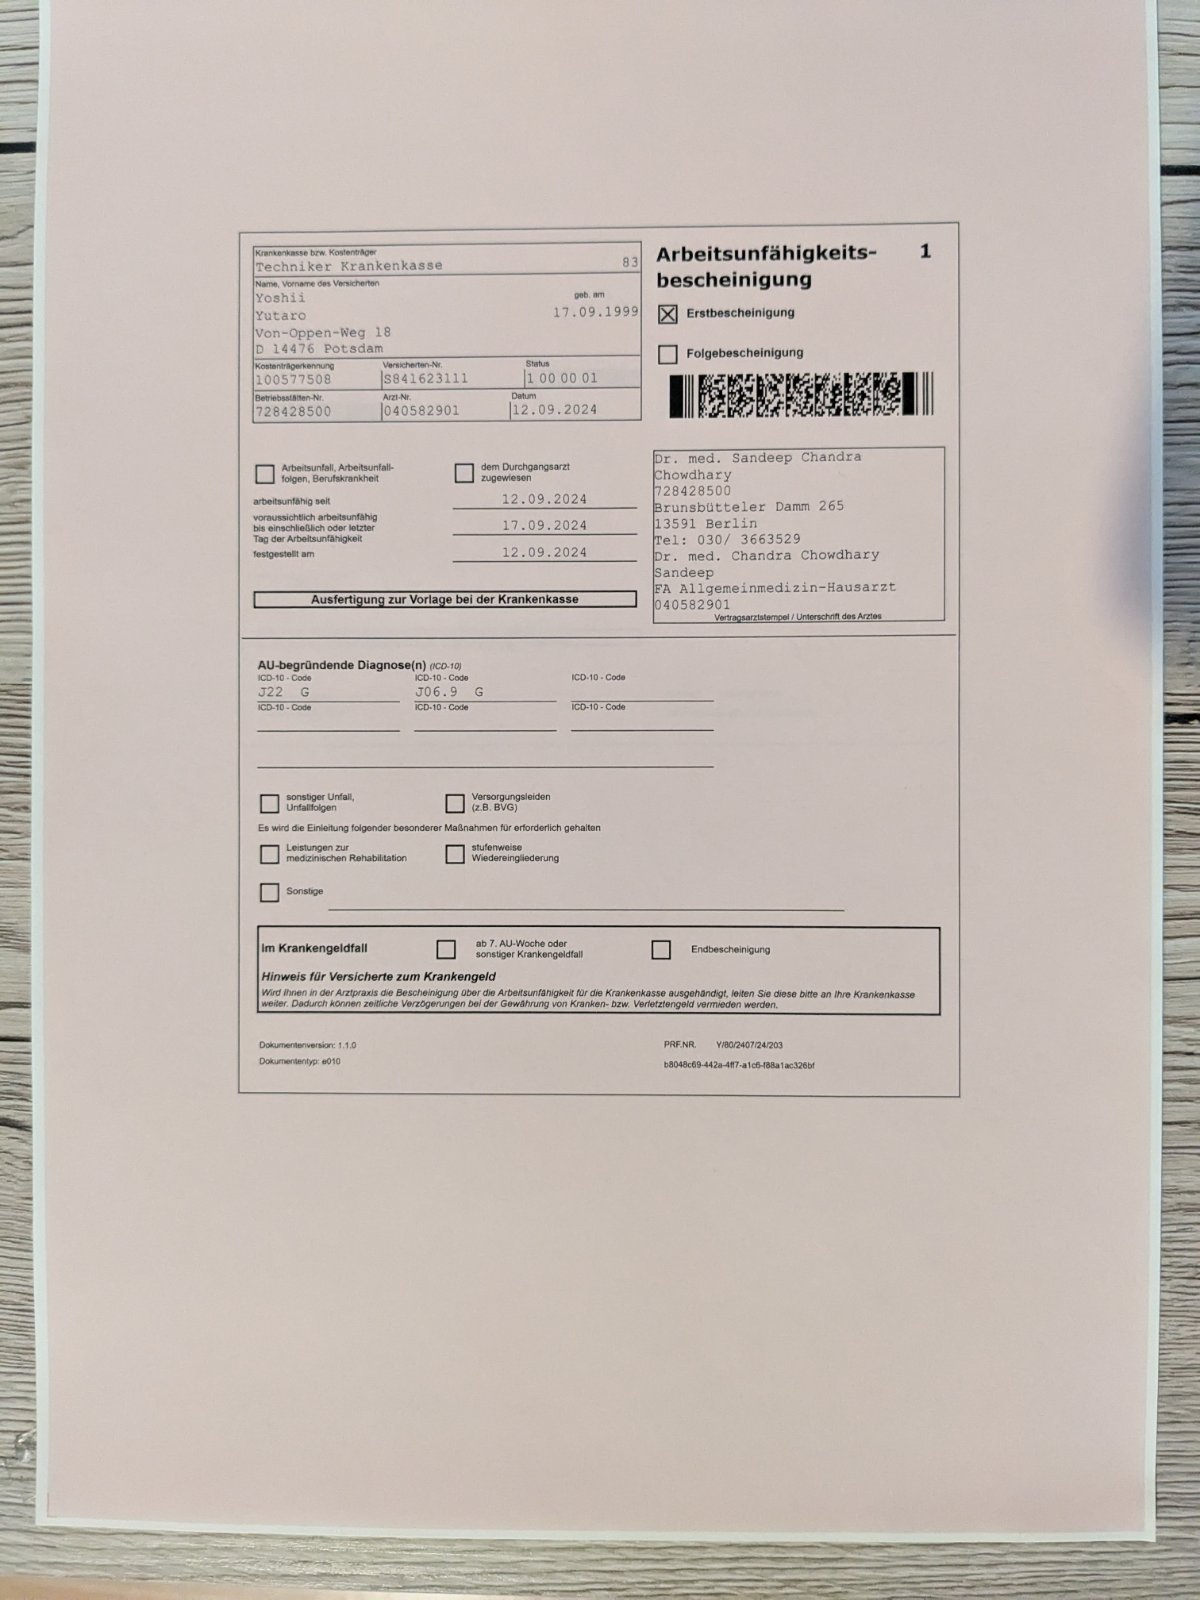 Krankenkasse bzw. Kostenträger
Techniker Krankenkasse 83
Name, Vorname des Versicherten
Yoshii geb. am
Yutaro 17.09.1999
Von-Oppen-Weg 18
D 14476 Potsdam
Kostenträgerkennung Versicherten-Nr. Status
100577508 S841623111 1 00 00 01
Betriebsstätten-Nr. Arzt-Nr. Datum
728428500 040582901 12.09.2024
Arbeitsunfähigkeits- 1
bescheinigung
Erstbescheinigung
Folgebescheinigung
Arbeitsunfall, Arbeitsunfall-
folgen, Berufskrankheit
dem Durchgangsarzt
zugewiesen
arbeitsunfähig seit 12.09.2024
voraussichtlich arbeitsunfähig
bis einschließlich oder letzter 17.09.2024
Tag der Arbeitsunfähigkeit
festgestellt am 12.09.2024
Ausfertigung zur Vorlage bei der Krankenkasse
Dr. med. Sandeep Chandra
Chowdhary
728428500
Brunsbütteler Damm 265
13591 Berlin
Tel: 030/ 3663529
Dr. med. Chandra Chowdhary
Sandeep
FA Allgemeinmedizin-Hausarzt
040582901
Vertragsarztstempel / Unterschrift des Arztes
AU-begründende Diagnose(n) (ICD-10)
ICD-10 - Code ICD-10 - Code ICD-10 - Code
J22 G J06.9 G
ICD-10 - Code ICD-10 - Code ICD-10 - Code
sonstiger Unfall,
Unfallfolgen
Versorgungsleiden
(z.B. BVG)
Es wird die Einleitung folgender besonderer Maßnahmen für erforderlich gehalten
Leistungen zur
medizinischen Rehabilitation
stufenweise
Wiedereingliederung
Sonstige
Im Krankengeldfall
ab 7. AU-Woche oder
sonstiger Krankengeldfall
Endbescheinigung
Hinweis für Versicherte zum Krankengeld
Wird Ihnen in der Arztpraxis die Bescheinigung über die Arbeitsunfähigkeit für die Krankenkasse ausgehändigt, leiten Sie diese bitte an Ihre Krankenkasse
weiter. Dadurch können zeitliche Verzögerungen bei der Gewährung von Kranken- bzw. Verletztengeld vermieden werden.
Dokumentenversion: 1.1.0 PRF.NR. Y/80/2407/24/203
Dokumententyp: e010 b8048c69-442a-4ff7-a1c6-f88a1ac326bf